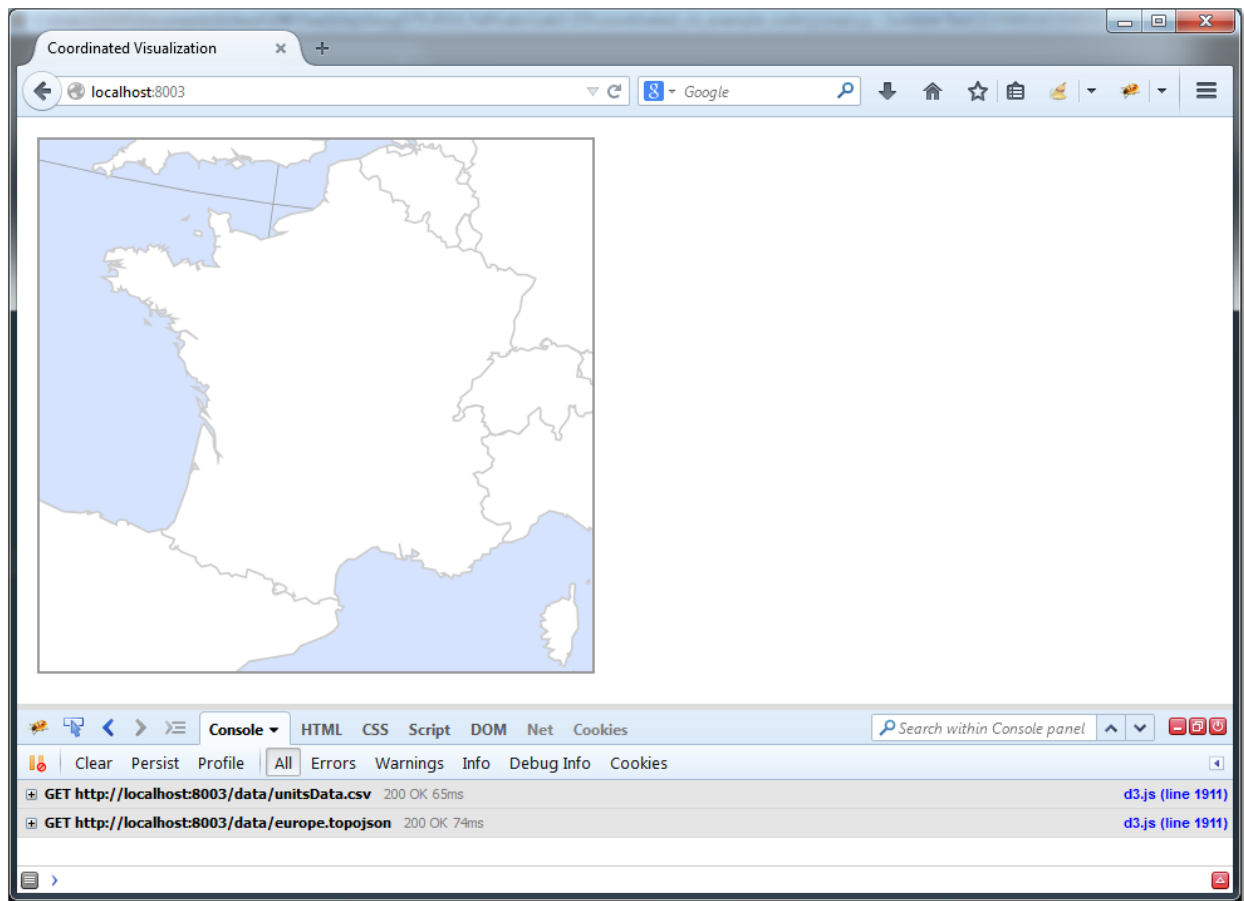 Coordinated Visualization
localhost:8003
8 Google
Console HTML CSS Script DOM Net Cookies
Search within Console panel
Clear Persist Profile All Errors Warnings Info Debug Info Cookies
GET http://localhost:8003/data/unitsData.csv 200 OK 65ms d3.js (line 1911)
GET http://localhost:8003/data/europe.topojson 200 OK 74ms d3.js (line 1911)